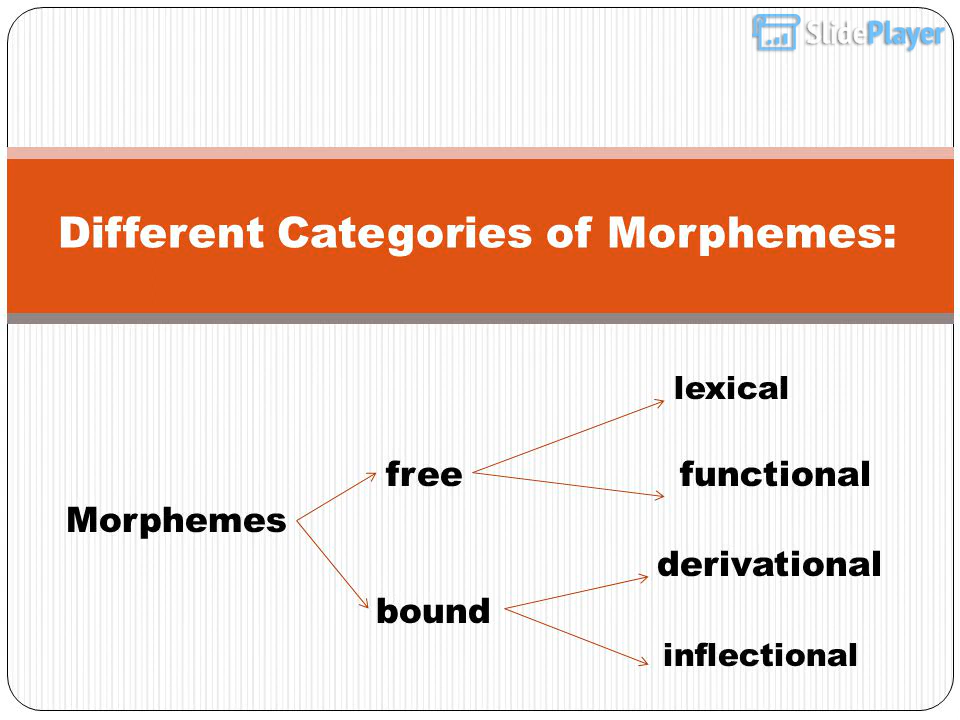 SlidePlayer
Different Categories of Morphemes:
lexical
free functional
Morphemes
derivational
bound
inflectional